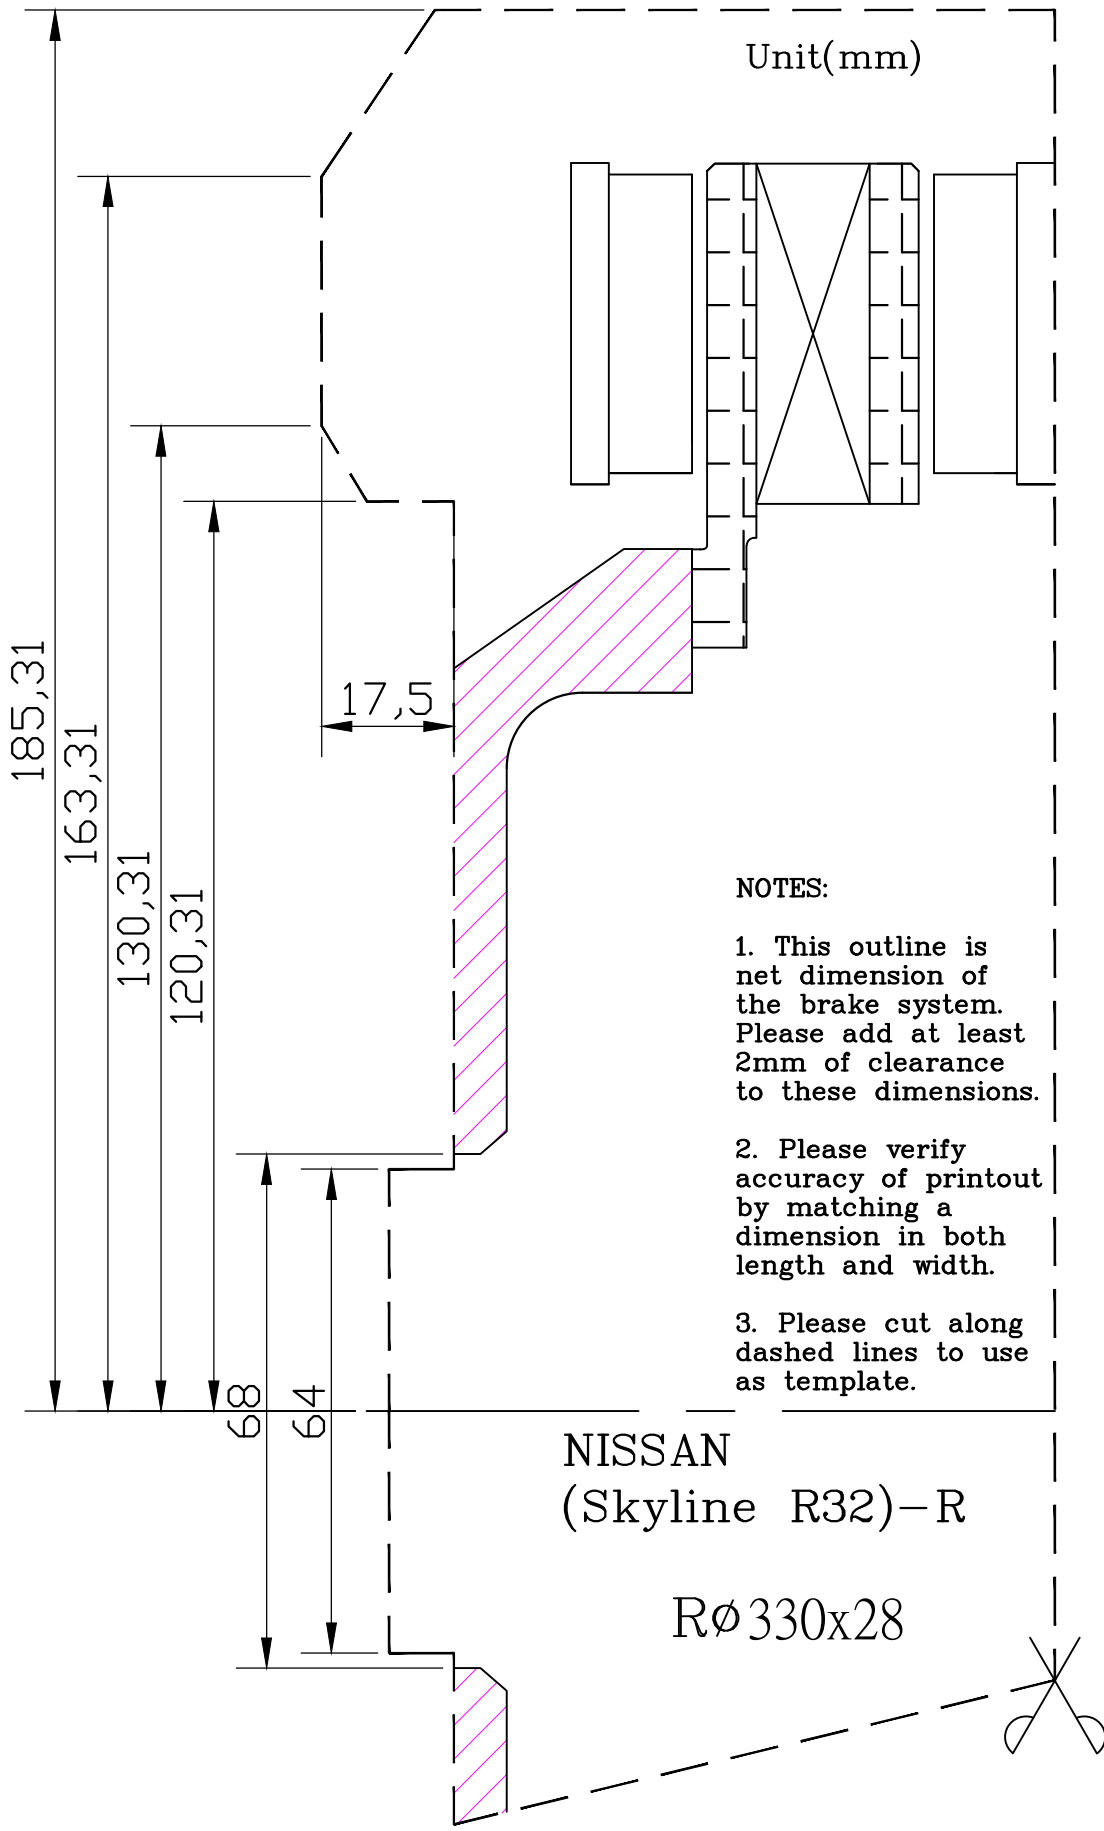 Unit(mm)
185,31
163,31
130,31
120,31
17,5
68
64
NOTES:
1. This outline is
net dimension of
the brake system.
Please add at least
2mm of clearance
to these dimensions.
2. Please verify
accuracy of printout
by matching a
dimension in both
length and width.
3. Please cut along
dashed lines to use
as template.
NISSAN
(Skyline R32)-R
RØ330x28